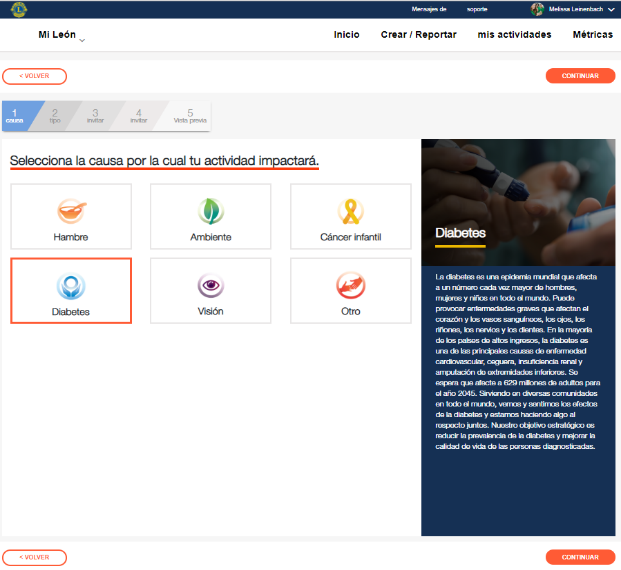 Mensajes de soporte Melissa Leinenbach
Mi León Inicio Crear / Reportar mis actividades Métricas
< VOLVER CONTINUAR
1 2 3 4 5
causa tipo invitar invitar Vista previa
Selecciona la causa por la cual tu actividad impactará.
Hambre Ambiente Cáncer infantil
Diabetes Visión Otro
Diabetes
La diabetes es una epidemia mundial que afecta
a un número cada vez mayor de hombres,
mujeres y niños en todo el mundo. Puede
provocar enfermedades graves que afectan el
corazón y los vasos sanguíneos, los ojos, los
riñones, los nervios y los dientes. En la mayoría
de los países de altos ingresos, la diabetes es
una de las principales causas de enfermedad
cardiovascular, ceguera, insuficiencia renal y
amputación de extremidades inferiores. Se
espera que afecte a 629 millones de adultos para
el año 2045. Sirviendo en diversas comunidades
en todo el mundo, vemos y sentimos los efectos
de la diabetes y estamos haciendo algo al
respecto juntos. Nuestro objetivo estratégico es
reducir la prevalencia de la diabetes y mejorar la
calidad de vida de las personas diagnosticadas.
< VOLVER CONTINUAR